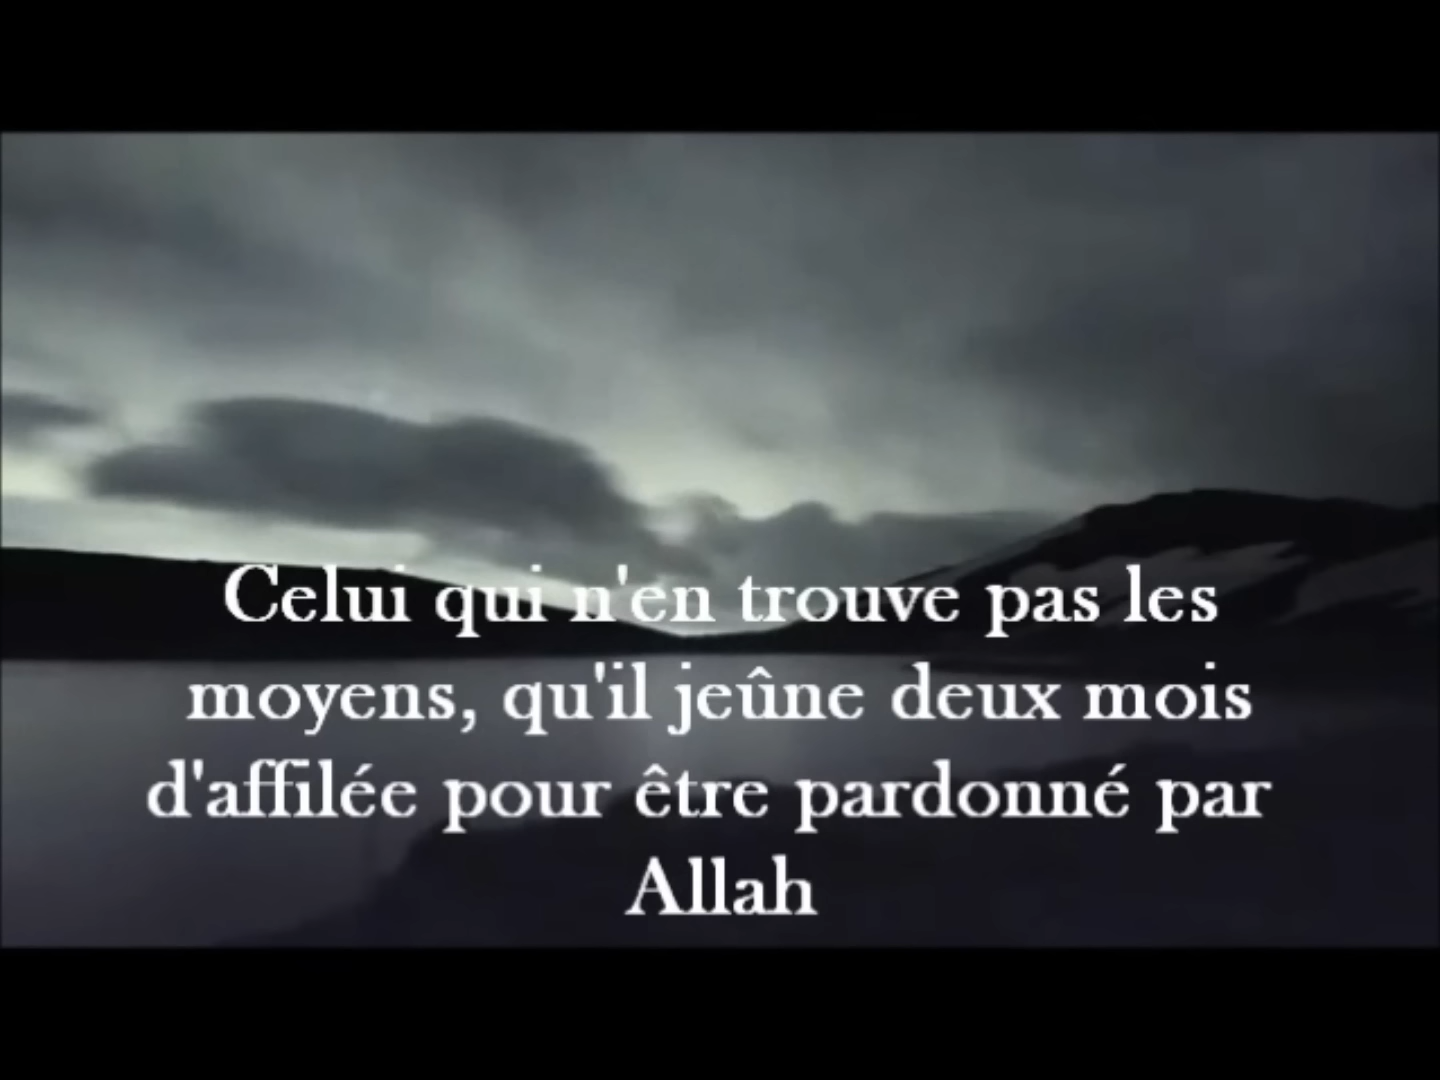 Celui qui n'en trouve pas les
moyens, qu'il jeûne deux mois
d'affilée pour être pardonné par
Allah